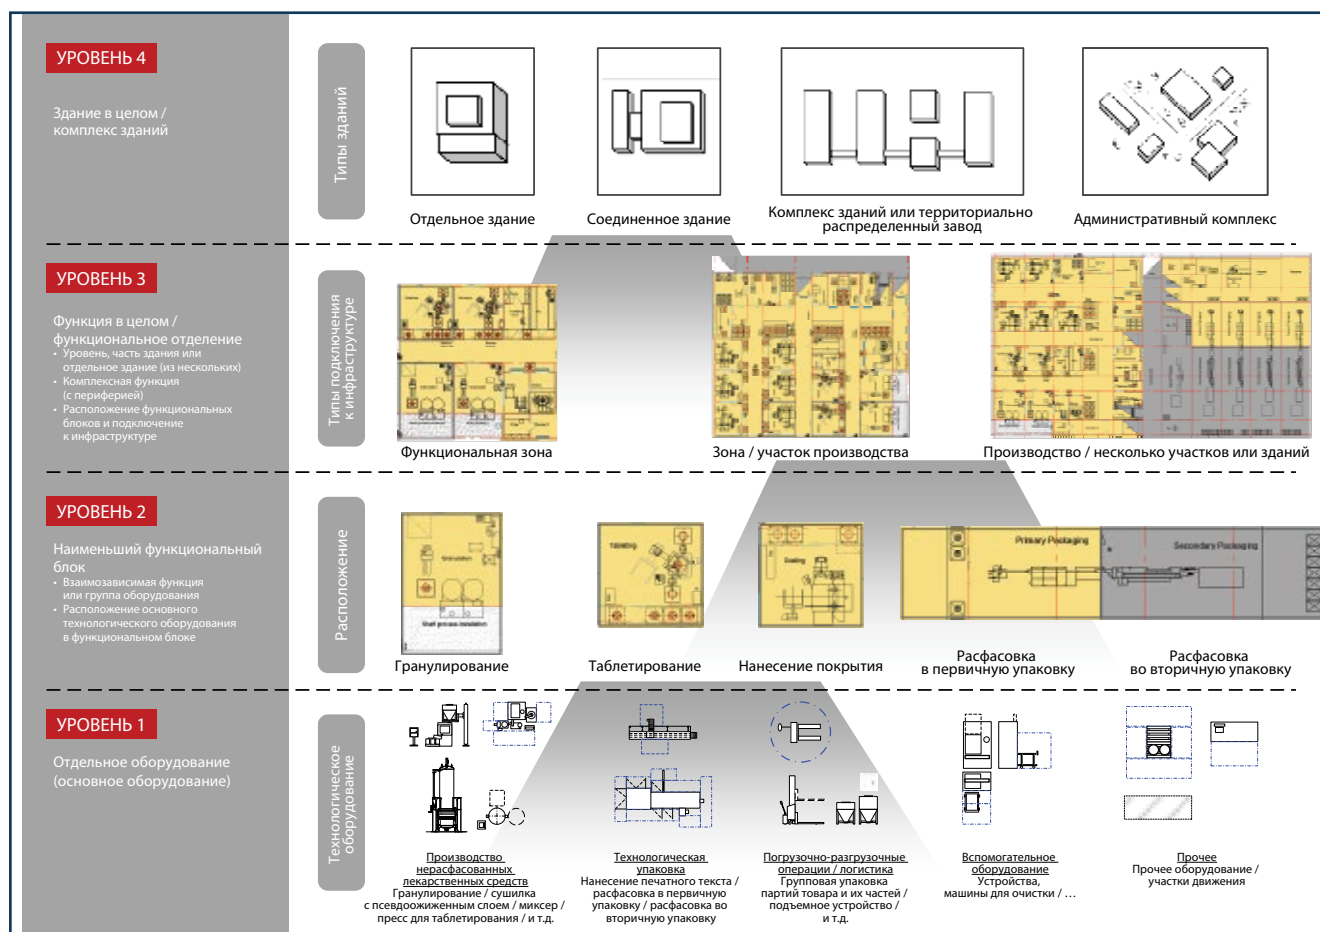 УРОВЕНЬ 4
Здание в целом /
комплекс зданий
Типы зданий
Отдельное здание
Соединенное здание
Комплекс зданий или территориально
распределенный завод
Административный комплекс
УРОВЕНЬ 3
Функция в целом /
функциональное отделение
• Уровень, часть здания или
отдельное здание (из нескольких)
• Комплексная функция
(с периферией)
• Расположение функциональных
блоков и подключение
к инфраструктуре
Типы подключения
к инфраструктуре
Функциональная зона
Зона / участок производства
Производство / несколько участков или зданий
УРОВЕНЬ 2
Наименьший функциональный
блок
• Взаимозависимая функция
или группа оборудования
• Расположение основного
технологического оборудования
в функциональном блоке
Расположение
Granulation
Shaft process installation
Tabletting
Coating
Primary Packaging
Secondary Packaging
Гранулирование
Таблетирование
Нанесение покрытия
Расфасовка
в первичную упаковку
Расфасовка
во вторичную упаковку
УРОВЕНЬ 1
Отдельное оборудование
(основное оборудование)
Технологическое
оборудование
Производство
нерасфасованных
лекарственных средств
Гранулирование / сушилка
с псевдоожиженным слоем / миксер /
пресс для таблетирования / и т.д.
Технологическая
упаковка
Нанесение печатного текста /
расфасовка в первичную
упаковку / расфасовка во
вторичную упаковку
Погрузочно-разгрузочные
операции / логистика
Групповая упаковка
партий товара и их частей /
подъемное устройство /
и т.д.
Вспомогательное
оборудование
Устройства,
машины для очистки / …
Прочее
Прочее оборудование /
участки движения